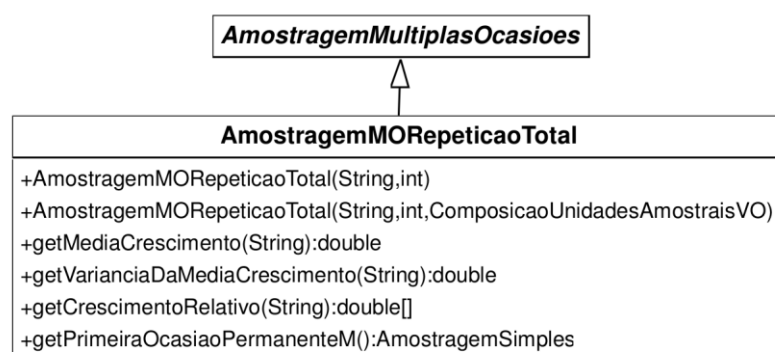 AmostragemMultiplasOcasioes
AmostragemMORepeticaoTotal
+AmostragemMORepeticaoTotal(String,int)
+AmostragemMORepeticaoTotal(String,int,ComposicaoUnidadesAmostraisVO)
+getMediaCrescimento(String):double
+getVarianciaDaMediaCrescimento(String):double
+getCrescimentoRelativo(String):double[]
+getPrimeiraOcasiaoPermanenteM():AmostragemSimples